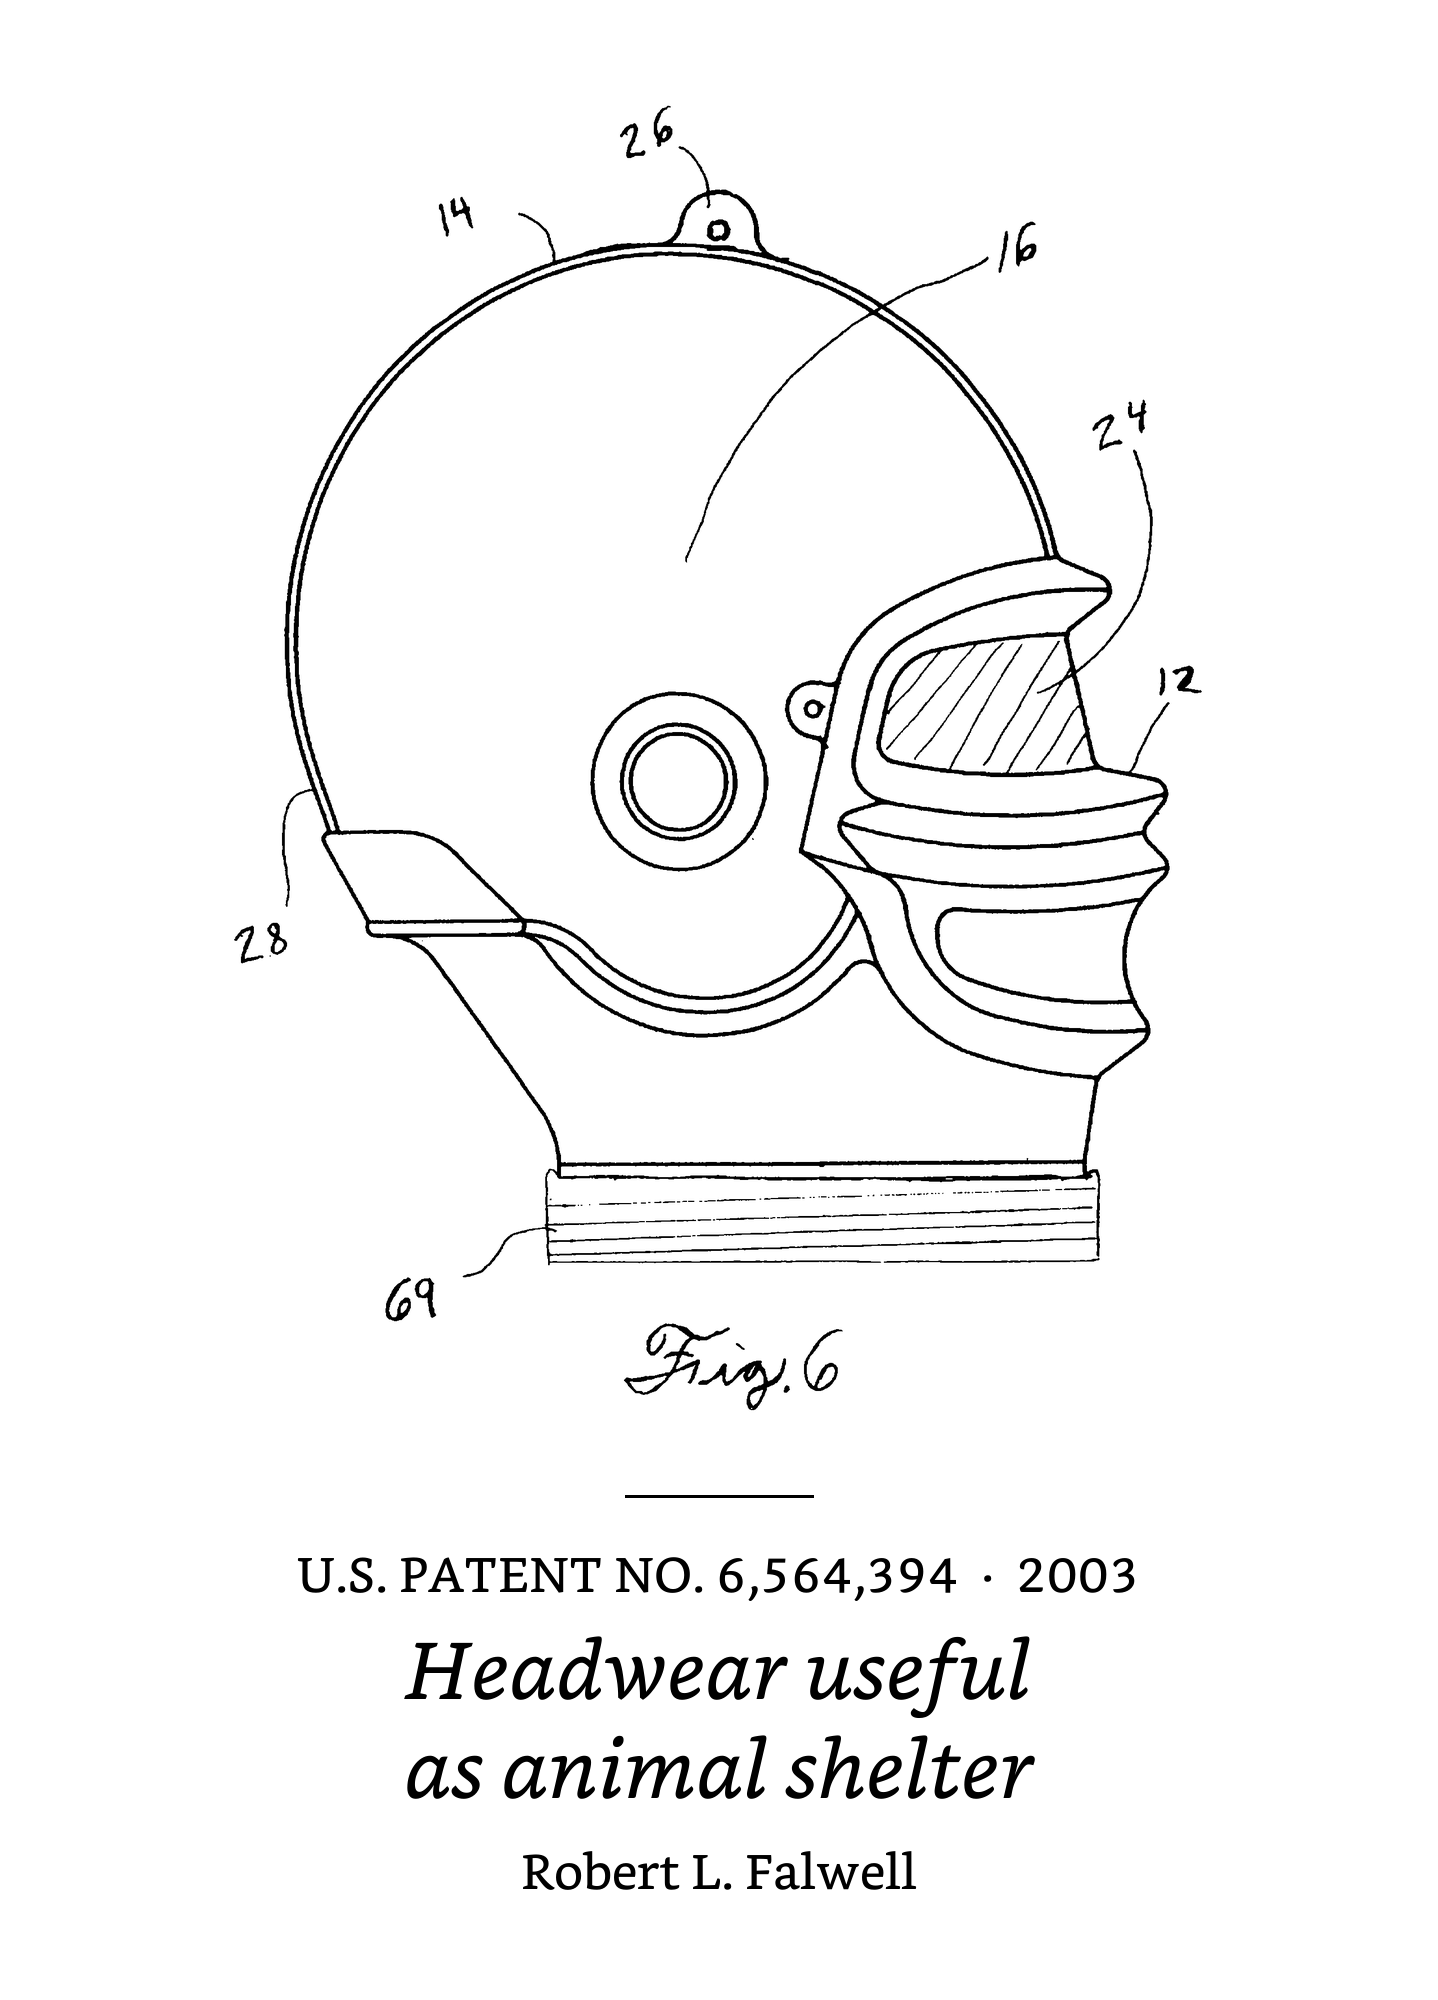 26
14
16
24
12
28
69
Fig. 6
U.S. PATENT NO. 6,564,394 · 2003
Headwear useful
as animal shelter
Robert L. Falwell